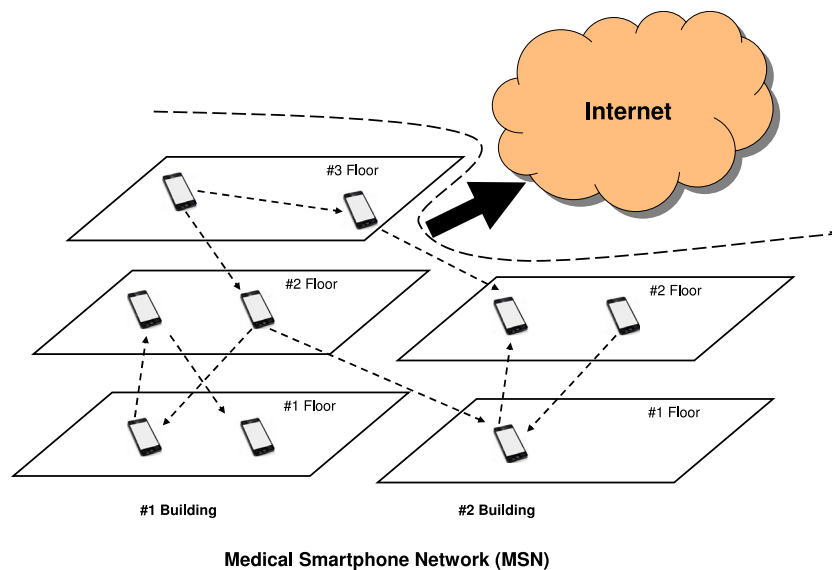 Internet
#3 Floor
#2 Floor
#2 Floor
#1 Floor
#1 Floor
#1 Building
#2 Building
Medical Smartphone Network (MSN)